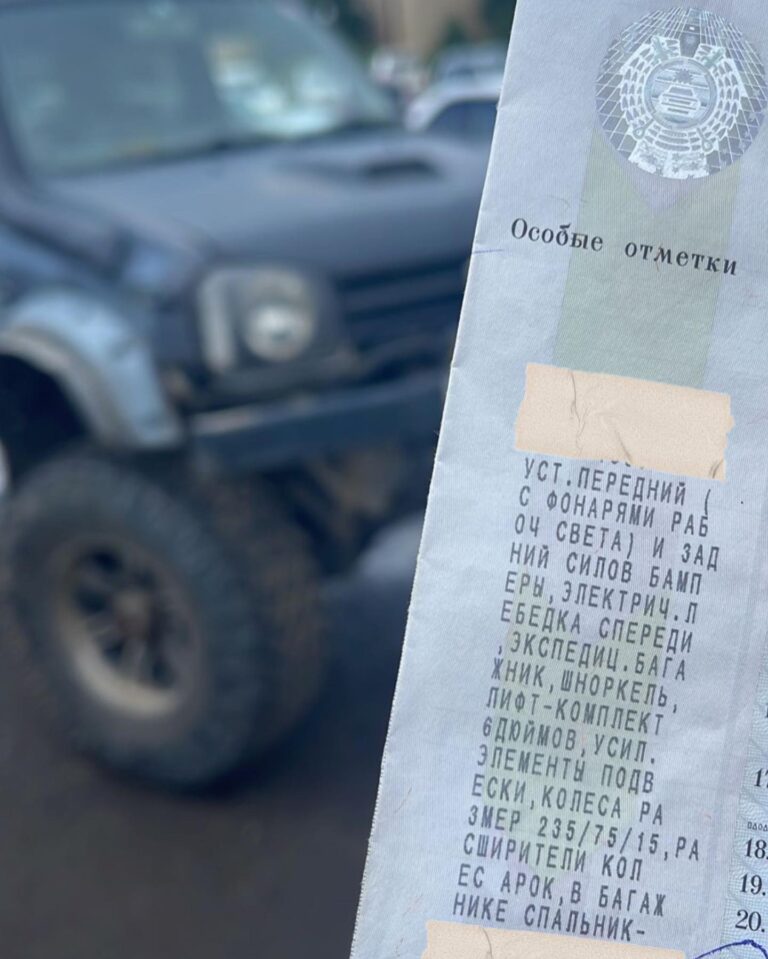 Особые отметки
УСТ.ПЕРЕДНИЙ (
С ФОНАРЯМИ РАБ
ОЧ СВЕТА) И ЗАД
НИЙ СИЛОВ БАМП
ЕРЫ,ЭЛЕКТРИЧ.Л
ЕБЕДКА СПЕРЕДИ
,ЭКСПЕДИЦ.БАГА
ЖНИК,ШНОРКЕЛЬ,
ЛИФТ-КОМПЛЕКТ
6ДЮЙМОВ,УСИЛ.
ЭЛЕМЕНТЫ ПОДВ
ЕСКИ,КОЛЕСА РА
ЗМЕР 235/75/15,РА
СШИРИТЕЛИ КОЛ
ЕС АРОК,В БАГАЖ
НИКЕ СПАЛЬНИК-
18.
19.
20.